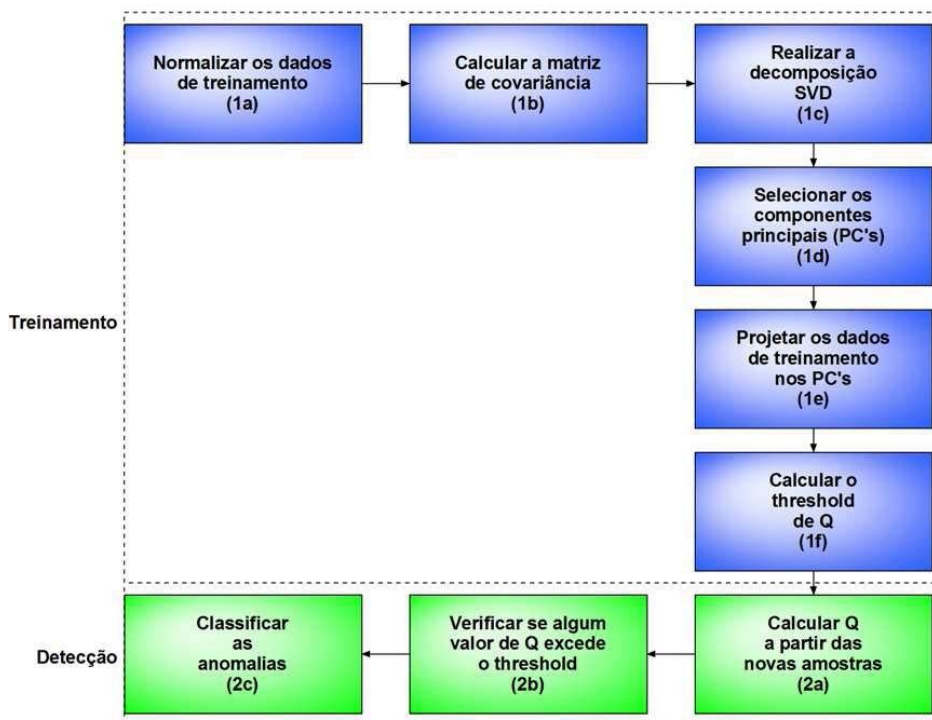 Normalizar os dados
de treinamento
(1a)
Calcular a matriz
de covariância
(1b)
Realizar a
decomposição
SVD
(1c)
Selecionar os
componentes
principais (PC's)
(1d)
Treinamento
Projetar os dados
de treinamento
nos PC's
(1e)
Calcular o
threshold
de Q
(1f)
Detecção
Classificar
as
anomalias
(2c)
Verificar se algum
valor de Q excede
o threshold
(2b)
Calcular Q
a partir das
novas amostras
(2a)